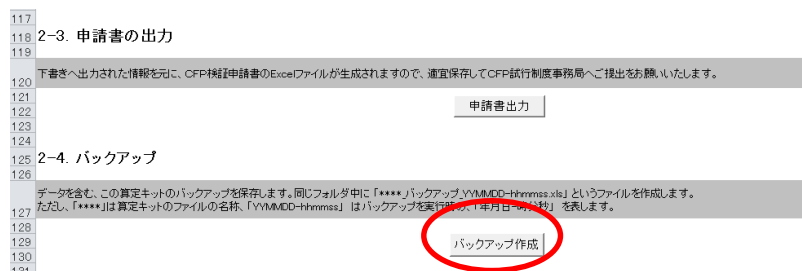 117
118 2-3. 申請書の出力
119
120 下書きへ出力された情報を元に、CFP検証申請書のExcelファイルが生成されますので、適宜保存してCFP試行制度事務局へご提出をお願いいたします。
121
122 申請書出力
123
124
125 2-4. バックアップ
126
データを含む、この算定キットのバックアップを保存します。同じフォルダ中に「****_バックアップ_YYMMDD-hhmmss.xls」というファイルを作成します。
127 ただし、「****」は算定キットのファイルの名称、「YYMMDD-hhmmss」 はバックアップを実行時の、「年月日-時分秒」 を表します。
128
129 バックアップ作成
130
131